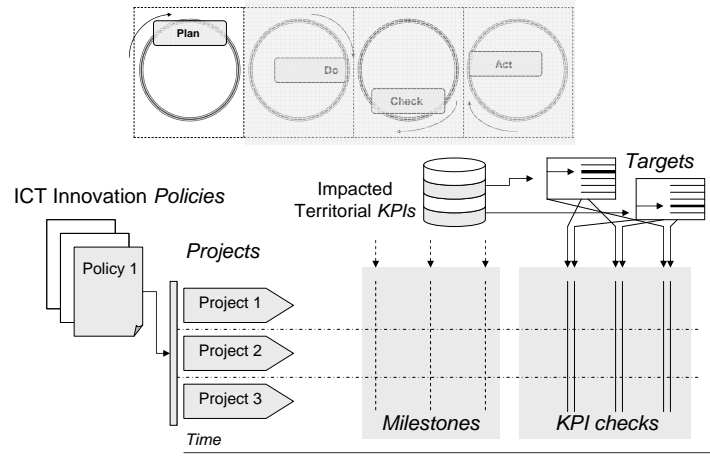 Plan
Do
Check
Act
ICT Innovation Policies
Impacted
Territorial KPIs
Targets
Policy 1
Projects
Project 1
Project 2
Project 3
Milestones
KPI checks
Time